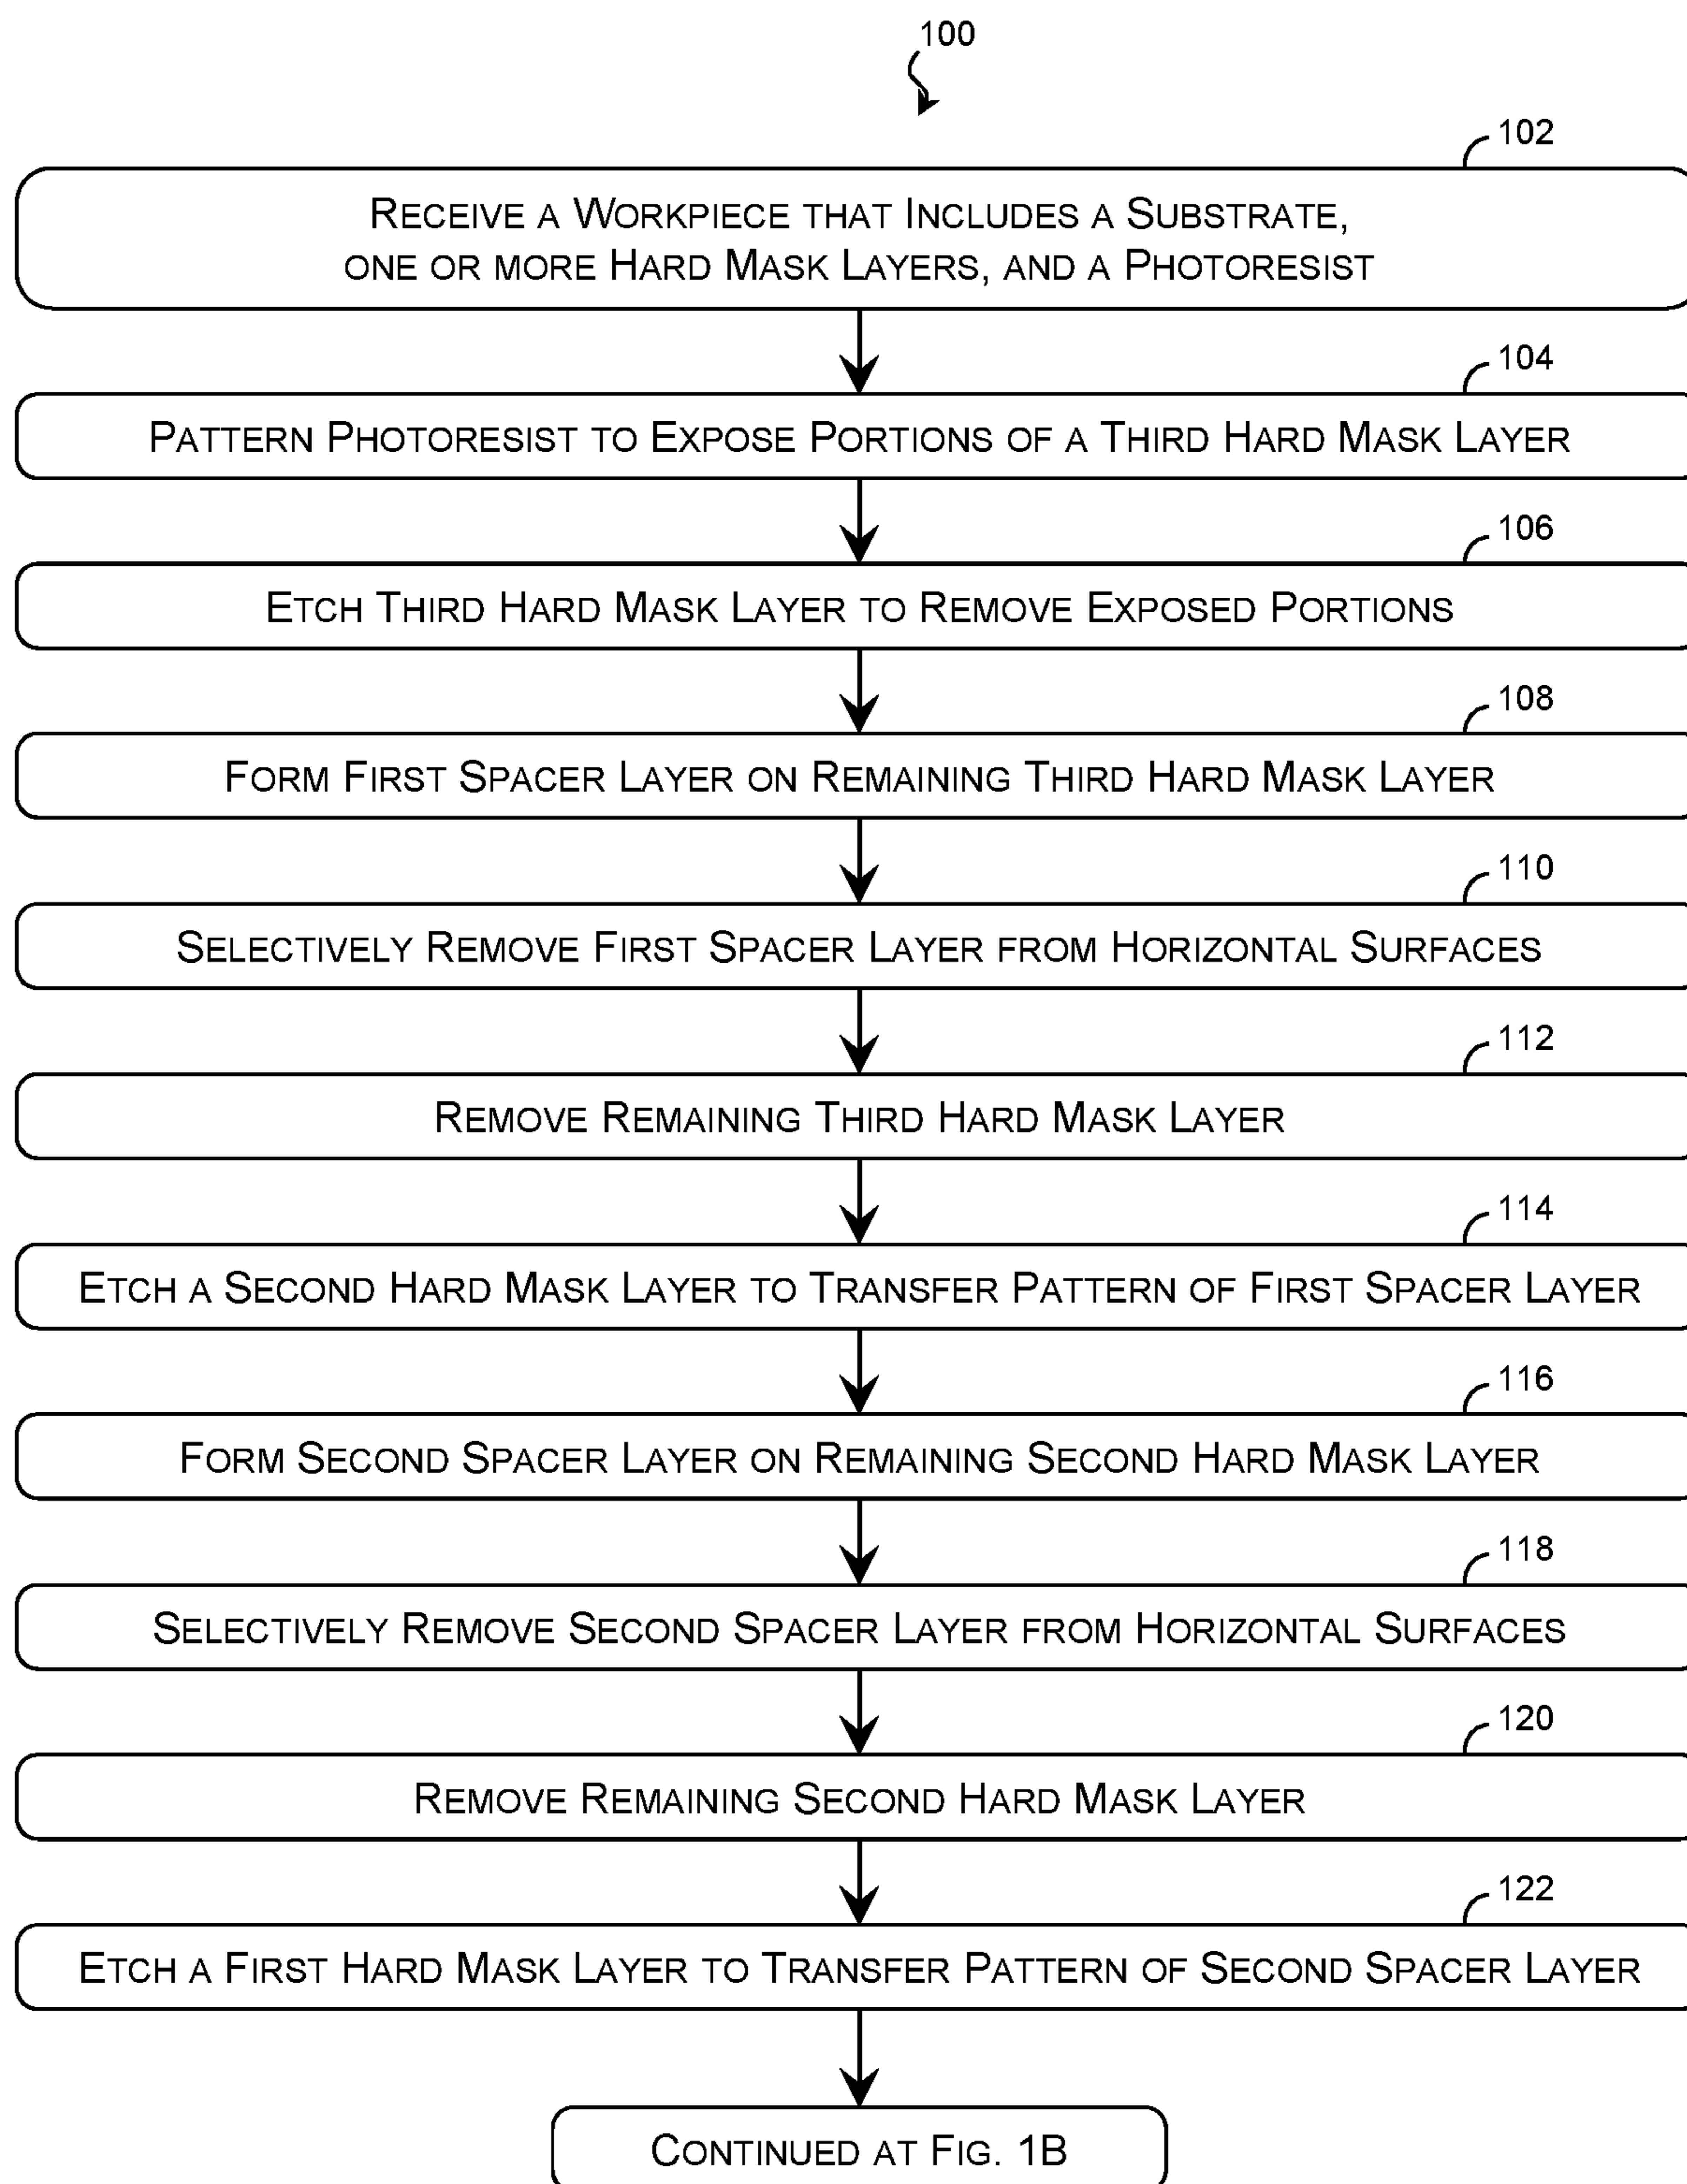 100
102
RECEIVE A WORKPIECE THAT INCLUDES A SUBSTRATE,
ONE OR MORE HARD MASK LAYERS, AND A PHOTORESIST
104
PATTERN PHOTORESIST TO EXPOSE PORTIONS OF A THIRD HARD MASK LAYER
106
ETCH THIRD HARD MASK LAYER TO REMOVE EXPOSED PORTIONS
108
FORM FIRST SPACER LAYER ON REMAINING THIRD HARD MASK LAYER
110
SELECTIVELY REMOVE FIRST SPACER LAYER FROM HORIZONTAL SURFACES
112
REMOVE REMAINING THIRD HARD MASK LAYER
114
ETCH A SECOND HARD MASK LAYER TO TRANSFER PATTERN OF FIRST SPACER LAYER
116
FORM SECOND SPACER LAYER ON REMAINING SECOND HARD MASK LAYER
118
SELECTIVELY REMOVE SECOND SPACER LAYER FROM HORIZONTAL SURFACES
120
REMOVE REMAINING SECOND HARD MASK LAYER
122
ETCH A FIRST HARD MASK LAYER TO TRANSFER PATTERN OF SECOND SPACER LAYER
CONTINUED AT FIG. 1B